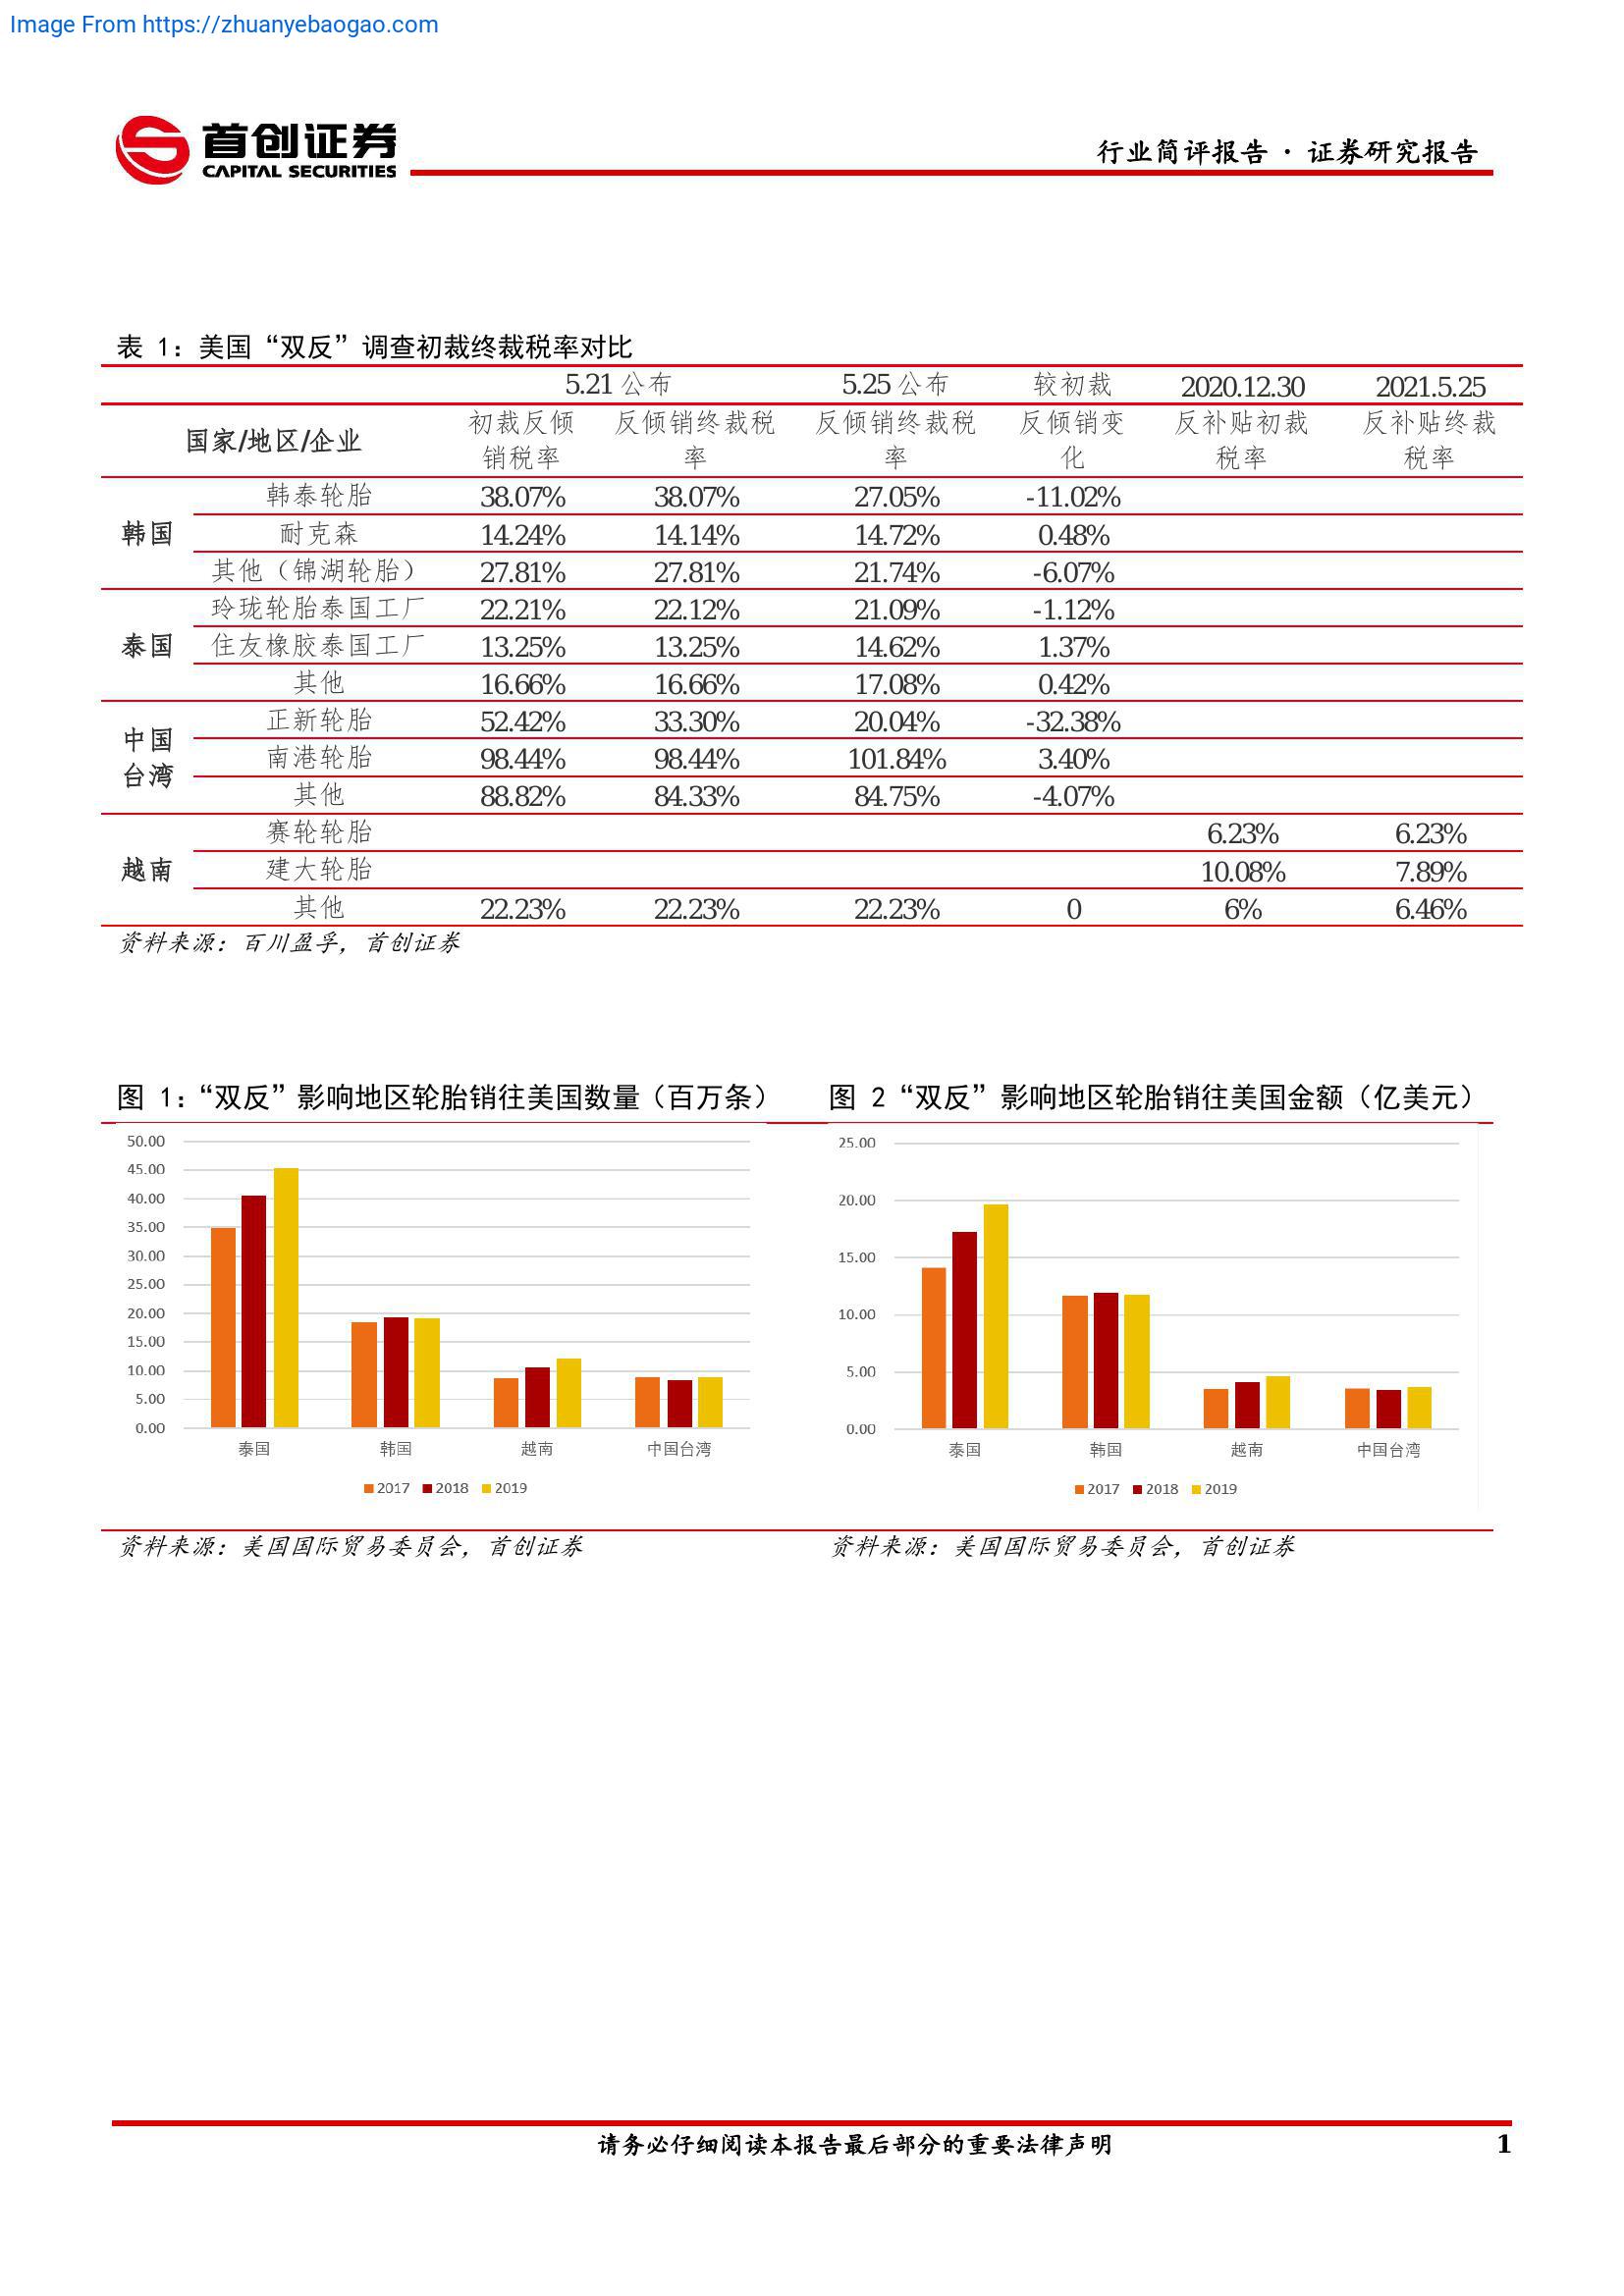 Image From https://zhuanyebaogao.com
首创证券
CAPITAL SECURITIES
行业简评报告 · 证券研究报告
表 1：美国“双反”调查初裁终裁税率对比
5.21 公布 5.25 公布 较初裁 2020.12.30 2021.5.25
国家/地区/企业 初裁反倾销税率 反倾销终裁税率 反倾销终裁税率 反倾销变化 反补贴初裁税率 反补贴终裁税率
韩国 韩泰轮胎 38.07% 38.07% 27.05% -11.02%
耐克森 14.24% 14.14% 14.72% 0.48%
其他（锦湖轮胎） 27.81% 27.81% 21.74% -6.07%
泰国 玲珑轮胎泰国工厂 22.21% 22.12% 21.09% -1.12%
住友橡胶泰国工厂 13.25% 13.25% 14.62% 1.37%
其他 16.66% 16.66% 17.08% 0.42%
中国台湾 正新轮胎 52.42% 33.30% 20.04% -32.38%
南港轮胎 98.44% 98.44% 101.84% 3.40%
其他 88.82% 84.33% 84.75% -4.07%
越南 赛轮轮胎 6.23% 6.23%
建大轮胎 10.08% 7.89%
其他 22.23% 22.23% 22.23% 0 6% 6.46%
资料来源：百川盈孚，首创证券
图 1：“双反”影响地区轮胎销往美国数量（百万条）
50.00
45.00
40.00
35.00
30.00
25.00
20.00
15.00
10.00
5.00
0.00
泰国 韩国 越南 中国台湾
2017 2018 2019
资料来源：美国国际贸易委员会，首创证券
图 2“双反”影响地区轮胎销往美国金额（亿美元）
25.00
20.00
15.00
10.00
5.00
0.00
泰国 韩国 越南 中国台湾
2017 2018 2019
资料来源：美国国际贸易委员会，首创证券
请务必仔细阅读本报告最后部分的重要法律声明 1